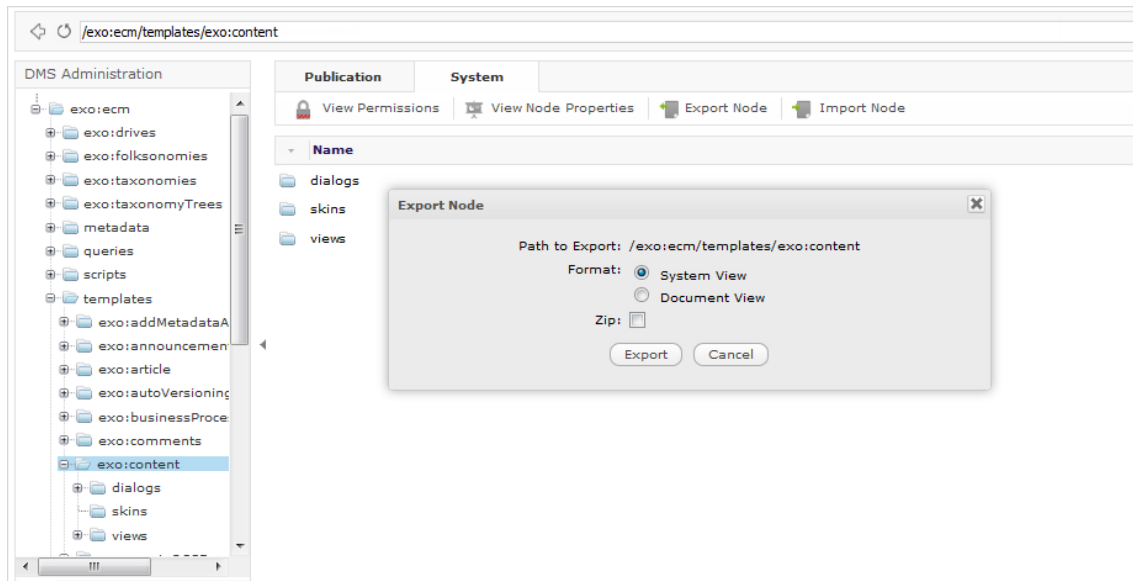 /exo:ecm/templates/exo:content
DMS Administration
exo:ecm
exo:drives
exo:folksonomies
exo:taxonomies
exo:taxonomyTrees
metadata
queries
scripts
templates
exo:addMetadataA
exo:announcemen
exo:article
exo:autoVersioning
exo:businessProce
exo:comments
exo:content
dialogs
skins
views
Publication System
View Permissions View Node Properties Export Node Import Node
Name
dialogs
skins
views
Export Node
Path to Export: /exo:ecm/templates/exo:content
Format: System View
Document View
Zip:
Export Cancel